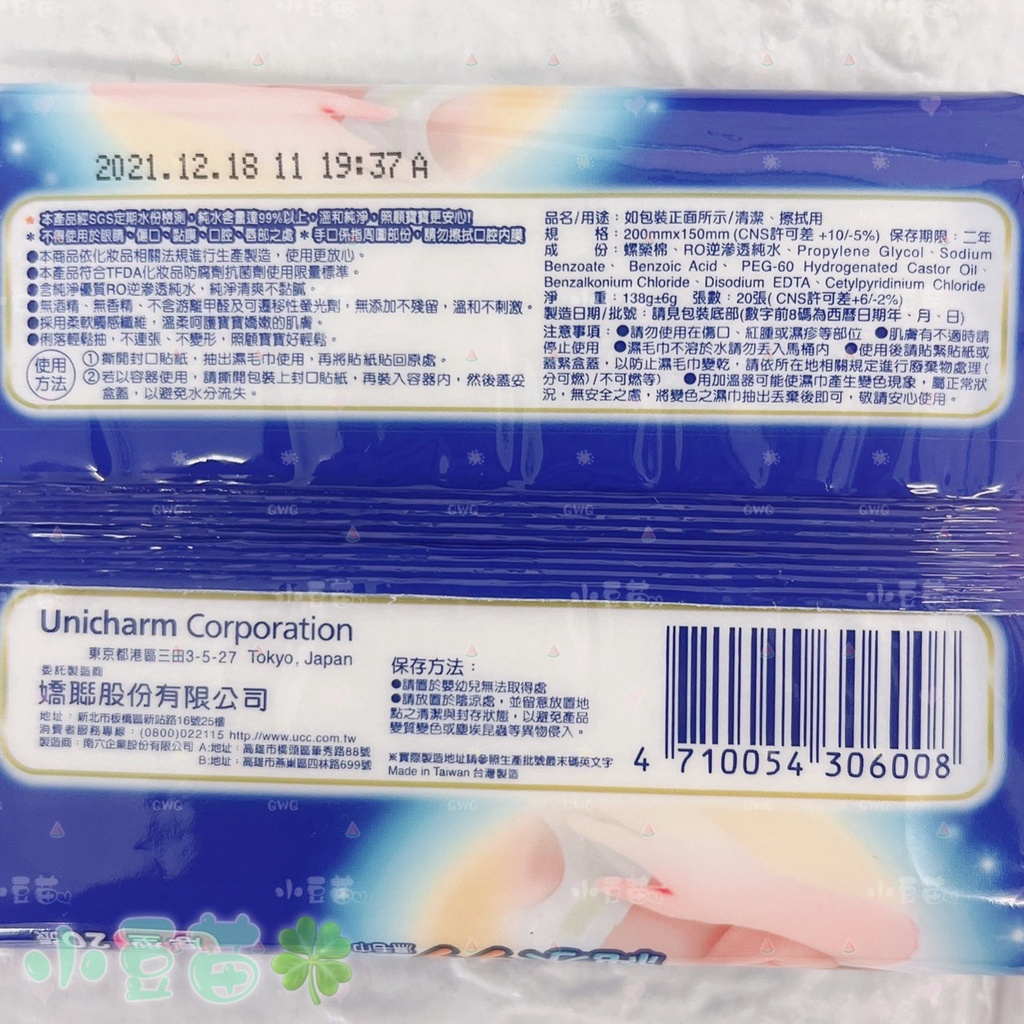 2021.12.18 11 19:37 A
*本產品經SGS定期水份檢測,純水含量達99%以上,溫和純淨,照顧寶寶更安心!
*不得使用於眼睛、傷口、黏膜、口腔、唇部之處 *手口係指周圍部份,請勿擦拭口腔內膜
●本商品依化妝品相關法規進行生產製造,使用更放心。
●本產品符合TFDA化妝品防腐劑抗菌劑使用限量標準。
●含純淨優質RO逆滲透純水,純淨清爽不黏膩。
●無酒精、無香精、不含游離甲醛及可遷移性螢光劑,無添加不殘留,溫和不刺激。
●採用柔軟觸感纖維,溫柔呵護寶寶嬌嫩的肌膚。
●俐落輕鬆抽,不連張、不變形,照顧寶寶好輕鬆。
使用方法
①撕開封口貼紙,抽出濕毛巾使用,再將貼紙貼回原處。
②若以容器使用,請撕開包裝上封口貼紙,再裝入容器內,然後蓋妥
盒蓋,以避免水分流失。
品名/用途:如包裝正面所示/清潔、擦拭用
規 格:200mmx150mm(CNS許可差 +10/-5%) 保存期限:二年
成 份:螺縈棉、RO逆滲透純水、Propylene Glycol、Sodium
Benzoate、Benzoic Acid、PEG-60 Hydrogenated Castor Oil、
Benzalkonium Chloride、Disodium EDTA、Cetylpyridinium Chloride
淨 重:138g±6g 張數:20張(CNS許可差+6/-2%)
製造日期/批號:請見包裝底部(數字前8碼為西曆日期年、月、日)
注意事項:●請勿使用在傷口、紅腫或濕疹等部位 ●肌膚有不適時請
停止使用 ●濕毛巾不溶於水請勿丟入馬桶內 ●使用後請貼緊貼紙或
蓋緊盒蓋,以防止濕毛巾變乾,請依所在地相關規定進行廢棄物處理(
分可燃)/不可燃等) ●用加溫器可能使濕巾產生變色現象,屬正常狀
況,無安全之慮,將變色之濕巾抽出丟棄後即可,敬請安心使用。
Unicharm Corporation
東京都港區三田3-5-27 Tokyo, Japan
委託製造商
嬌聯股份有限公司
地址:新北市板橋區新站路16號25樓
消費者服務專線:(0800)022115 http://www.ucc.com.tw
製造商:南六企業股份有限公司 A:地址:高雄市橋頭區筆秀路88號
B:地址:高雄市燕巢區四林路699號
保存方法:
●請置於嬰幼兒無法取得處
●請放置於陰涼處,並留意放置地
點之清潔與封存狀態,以避免產品
變質變色或塵埃昆蟲等異物侵入。
※實際製造地址請參照生產批號最末碼英文字
Made in Taiwan 台灣製造
4 710054 306008
小豆苗